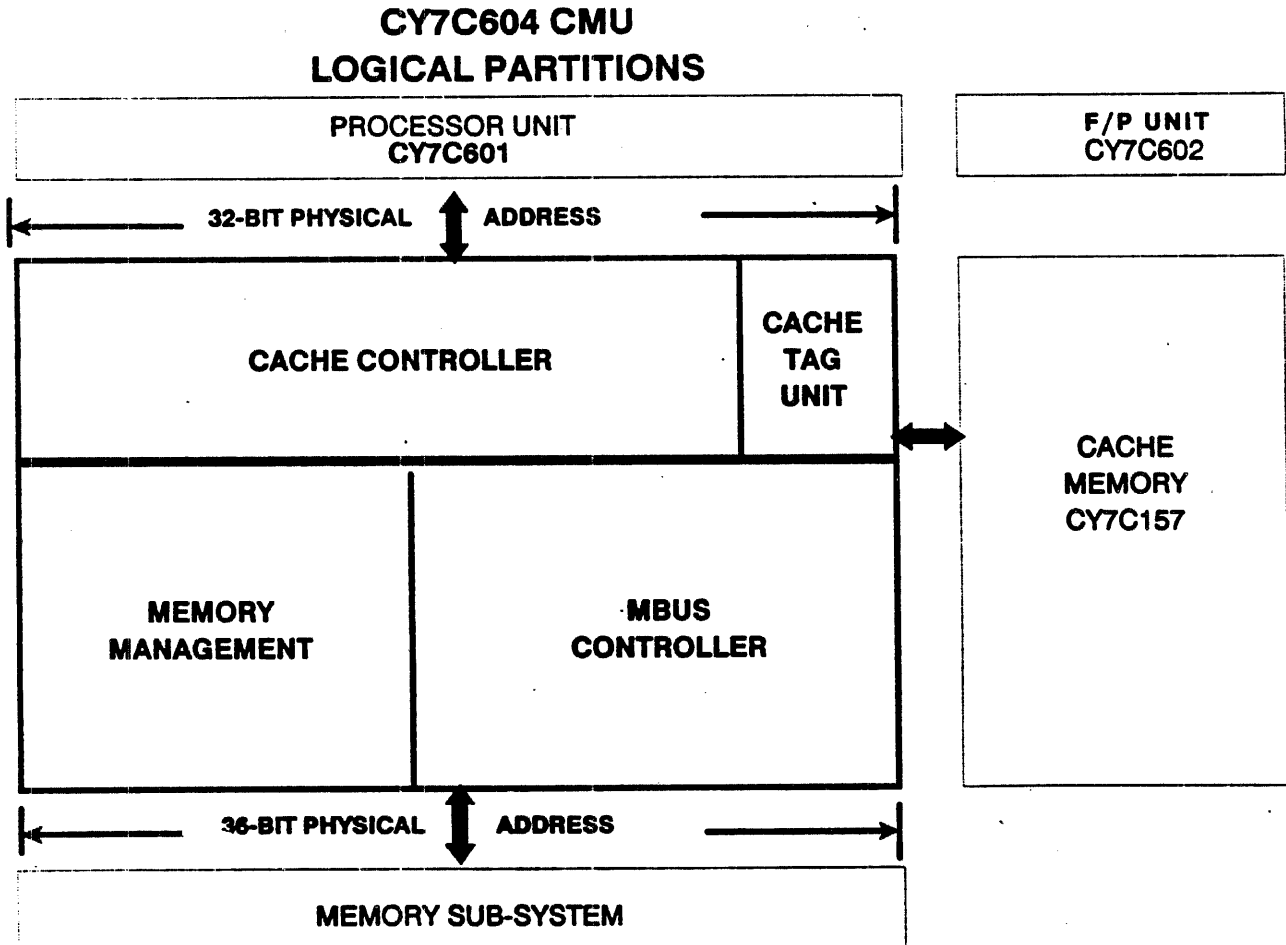 CY7C604 CMU
LOGICAL PARTITIONS
PROCESSOR UNIT
CY7C601
F/P UNIT
CY7C602
32-BIT PHYSICAL ADDRESS
CACHE CONTROLLER
CACHE
TAG
UNIT
CACHE
MEMORY
CY7C157
MEMORY
MANAGEMENT
MBUS
CONTROLLER
36-BIT PHYSICAL ADDRESS
MEMORY SUB-SYSTEM